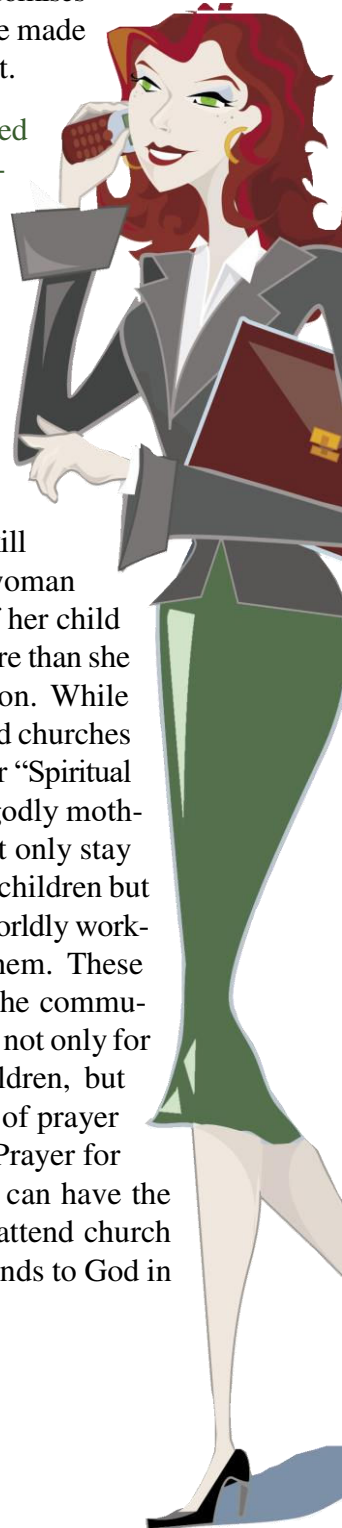 omises
e made
t.
ed
-
ill
woman
f her child
re than she
on. While
d churches
r “Spiritual
godly moth-
t only stay
children but
orldly work-
hem. These
he commu-
not only for
ldren, but
of prayer
Prayer for
can have the
attend church
nds to God in